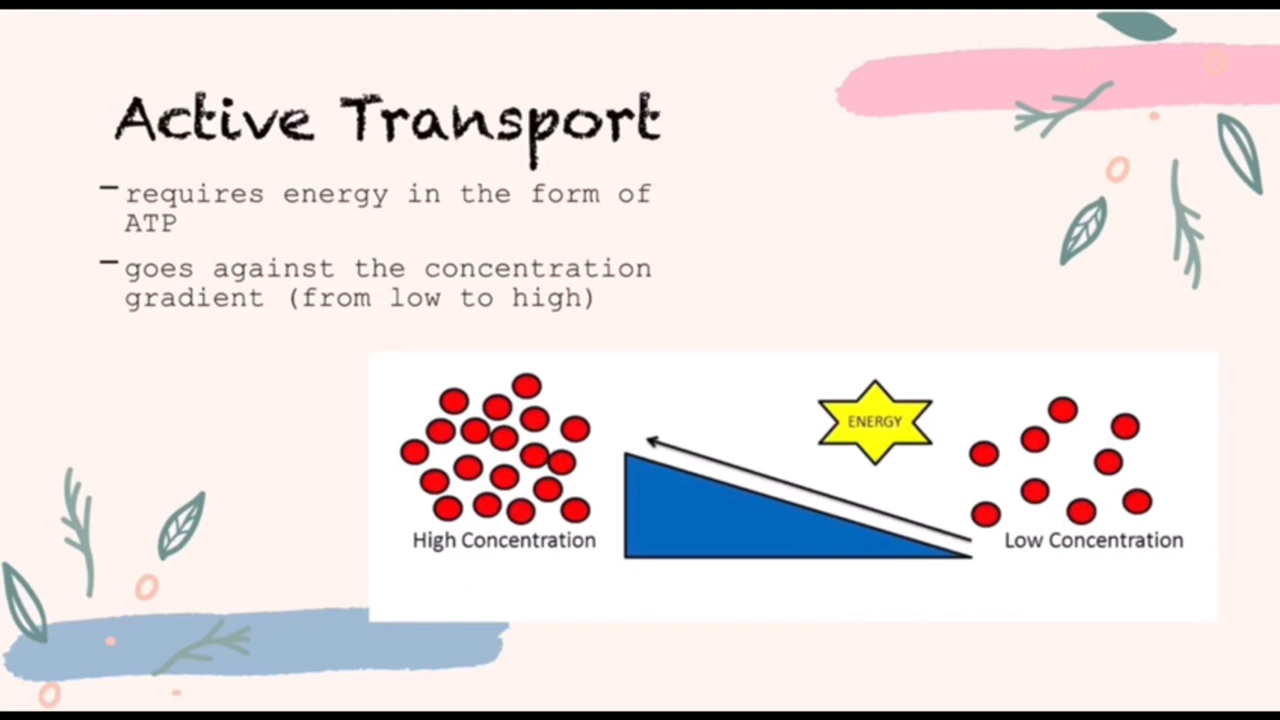 Active Transport
– requires energy in the form of
ATP
– goes against the concentration
gradient (from low to high)
ENERGY
High Concentration
Low Concentration